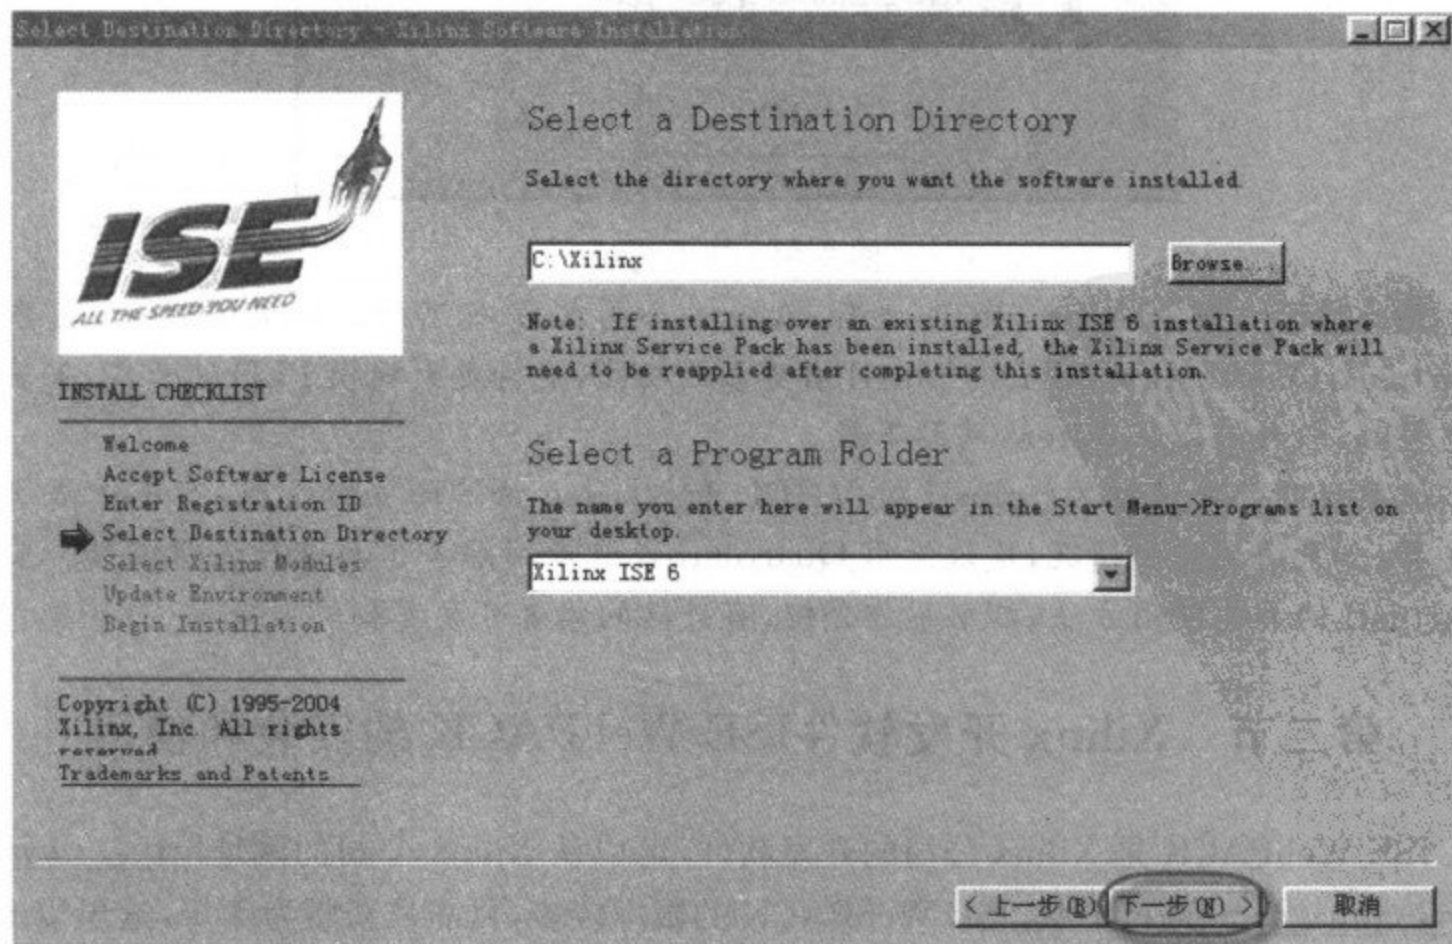 Select Destination Directory - Xilinx Software Installation
ISE
ALL THE SPEED YOU NEED
INSTALL CHECKLIST
Welcome
Accept Software License
Enter Registration ID
Select Destination Directory
Select Xilinx Modules
Update Environment
Begin Installation
Copyright (C) 1995-2004
Xilinx, Inc. All rights
reserved
Trademarks and Patents
Select a Destination Directory
Select the directory where you want the software installed.
C:\Xilinx
Browse...
Note: If installing over an existing Xilinx ISE 6 installation where
a Xilinx Service Pack has been installed, the Xilinx Service Pack will
need to be reapplied after completing this installation.
Select a Program Folder
The name you enter here will appear in the Start Menu->Programs list on
your desktop.
Xilinx ISE 6
< 上一步(B)
下一步(N) >
取消